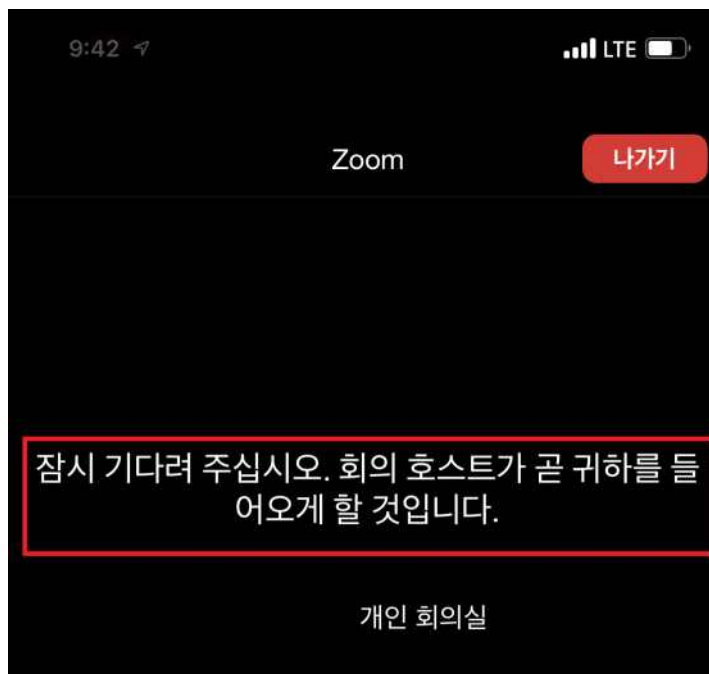 9:42 LTE
Zoom 나가기
잠시 기다려 주십시오. 회의 호스트가 곧 귀하를 들
어오게 할 것입니다.
개인 회의실